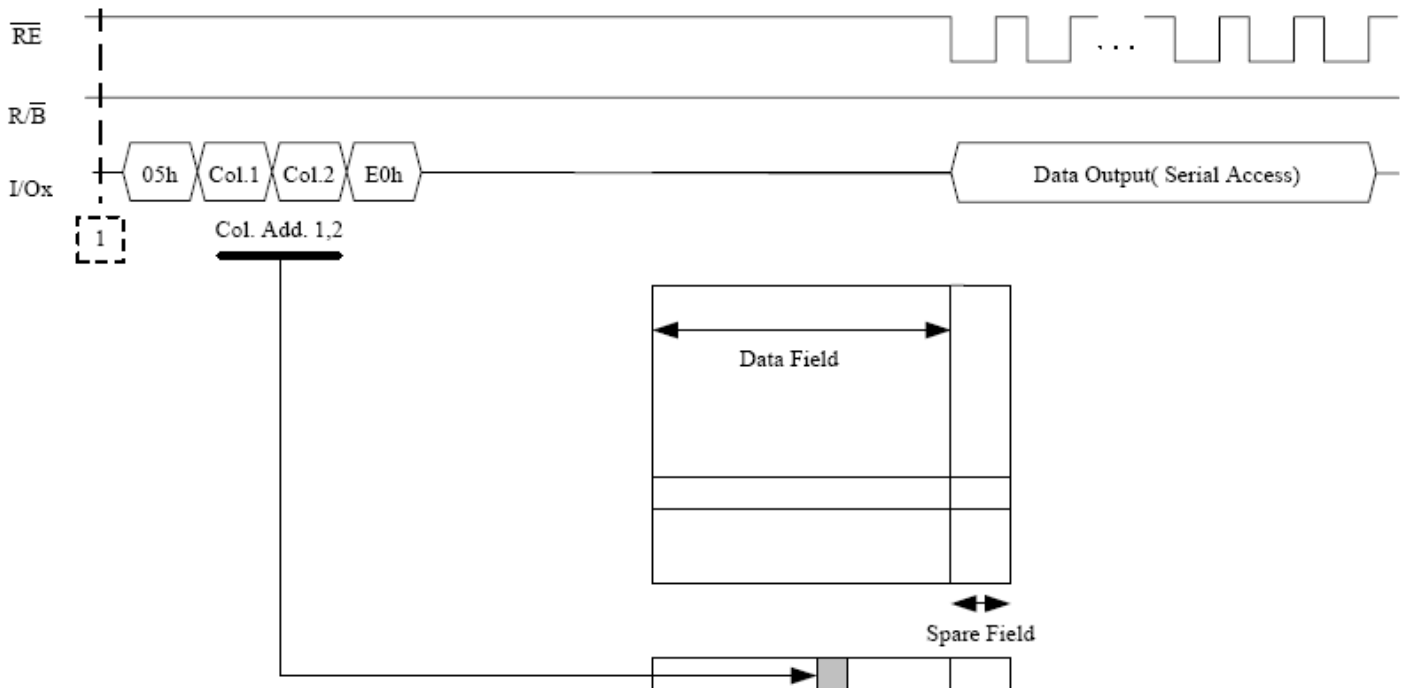 RE
R/B
I/Ox
05h Col.1 Col.2 E0h
Data Output( Serial Access)
. . .
1
Col. Add. 1,2
Data Field
Spare Field